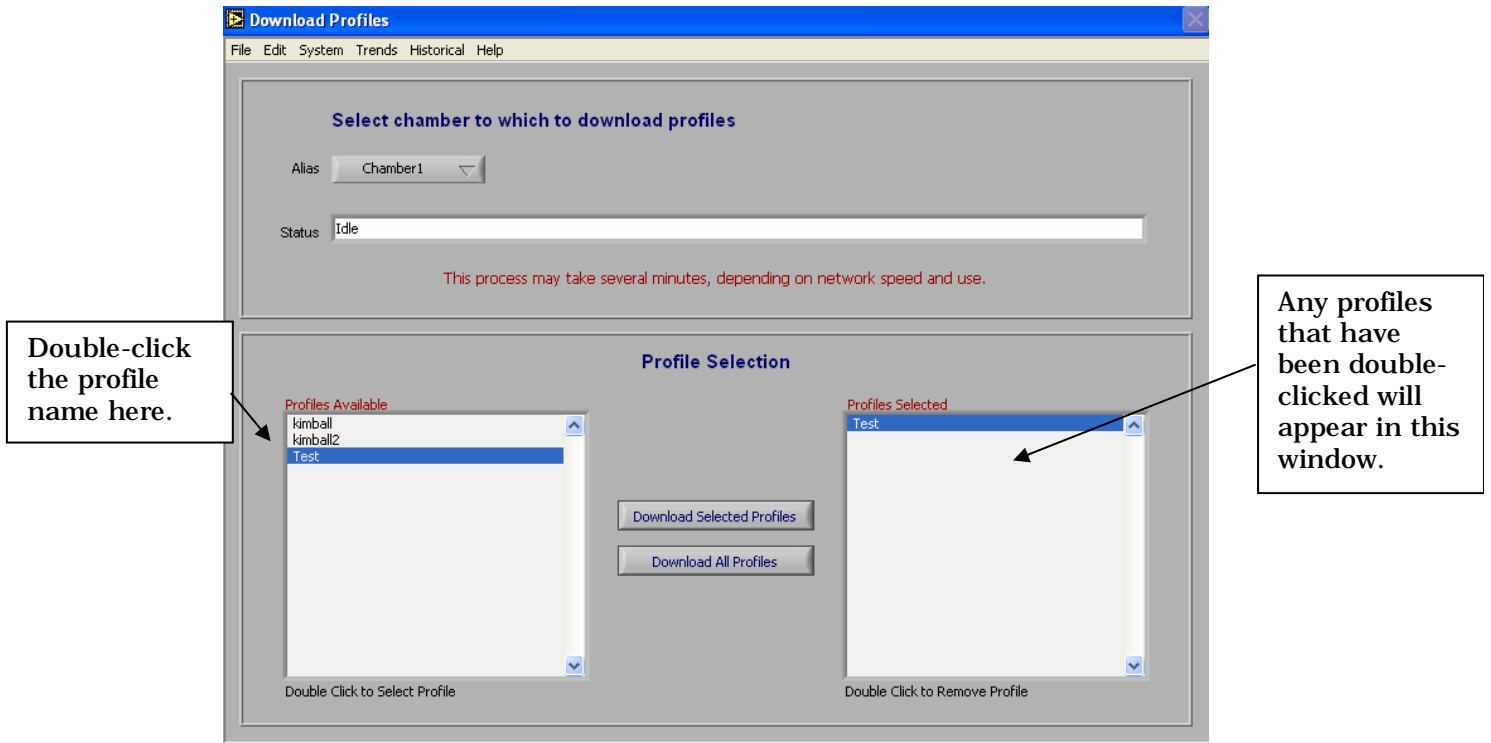 Download Profiles
File Edit System Trends Historical Help
Select chamber to which to download profiles
Alias Chamber1
Status Idle
This process may take several minutes, depending on network speed and use.
Double-click
the profile
name here.
Any profiles
that have
been double-
clicked will
appear in this
window.
Profile Selection
Profiles Available
kimball
kimball2
Test
Double Click to Select Profile
Download Selected Profiles
Download All Profiles
Profiles Selected
Test
Double Click to Remove Profile